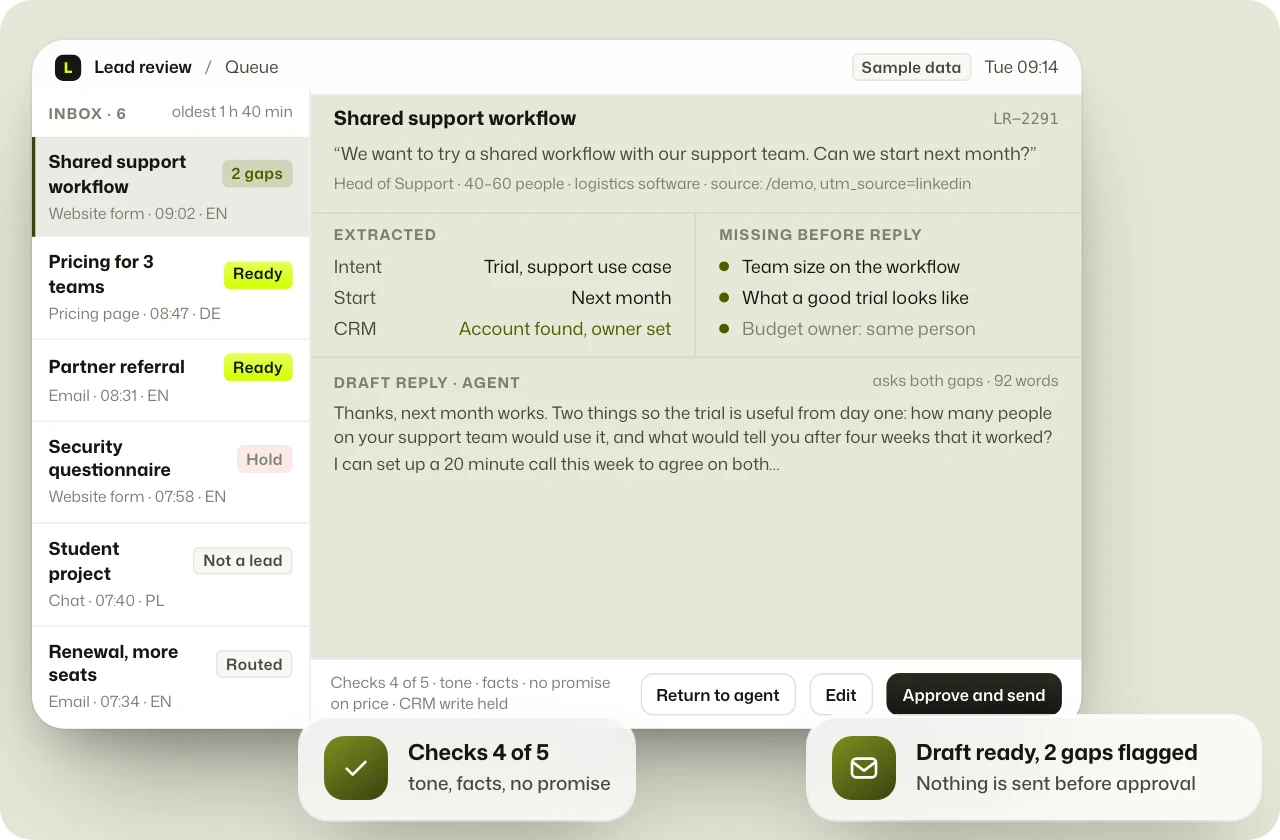 L Lead review / Queue
Sample data Tue 09:14
INBOX · 6 oldest 1 h 40 min
Shared support
workflow
2 gaps
Website form · 09:02 · EN
Pricing for 3
teams
Ready
Pricing page · 08:47 · DE
Partner referral
Ready
Email · 08:31 · EN
Security
questionnaire
Hold
Website form · 07:58 · EN
Student
project
Not a lead
Chat · 07:40 · PL
Renewal, more
seats
Routed
Email · 07:34 · EN
Shared support workflow LR–2291
“We want to try a shared workflow with our support team. Can we start next month?”
Head of Support · 40–60 people · logistics software · source: /demo, utm_source=linkedin
EXTRACTED
Intent Trial, support use case
Start Next month
CRM Account found, owner set
MISSING BEFORE REPLY
Team size on the workflow
What a good trial looks like
Budget owner: same person
DRAFT REPLY · AGENT asks both gaps · 92 words
Thanks, next month works. Two things so the trial is useful from day one: how many people
on your support team would use it, and what would tell you after four weeks that it worked?
I can set up a 20 minute call this week to agree on both…
Checks 4 of 5 · tone · facts · no promise
on price · CRM write held
Return to agent Edit Approve and send
Checks 4 of 5
tone, facts, no promise
Draft ready, 2 gaps flagged
Nothing is sent before approval